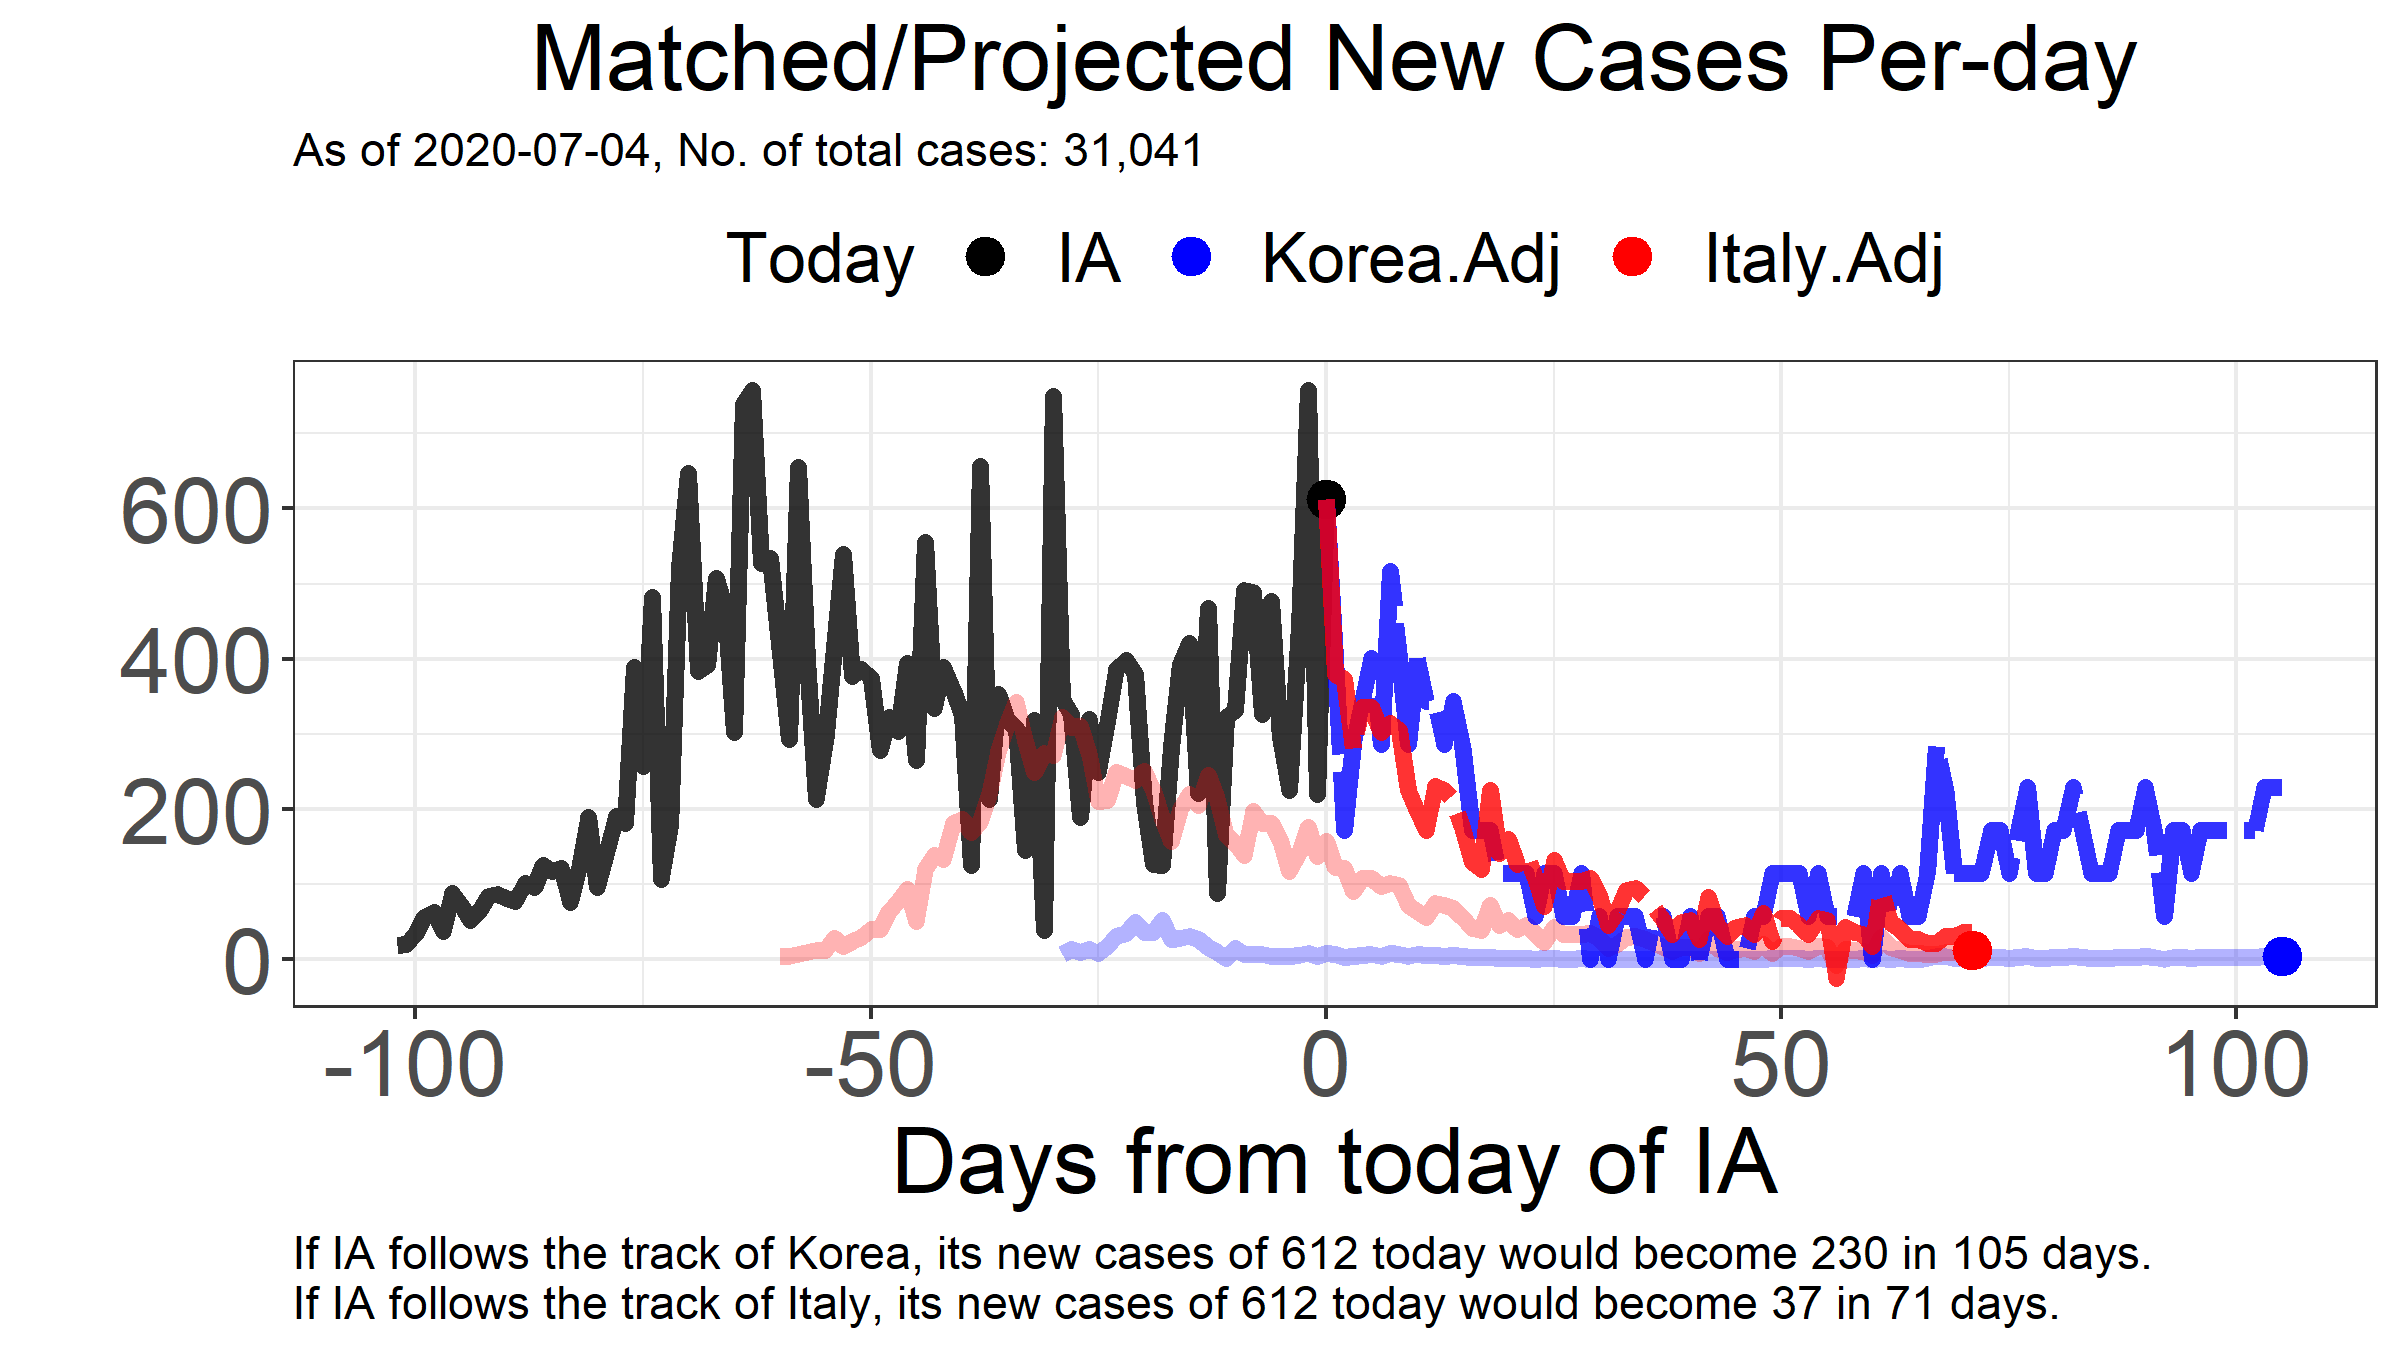 Matched/Projected New Cases Per-day
As of 2020-07-04, No. of total cases: 31,041
Today IA Korea.Adj Italy.Adj
600
400
200
0
-100 -50 0 50 100
Days from today of IA
If IA follows the track of Korea, its new cases of 612 today would become 230 in 105 days.
If IA follows the track of Italy, its new cases of 612 today would become 37 in 71 days.